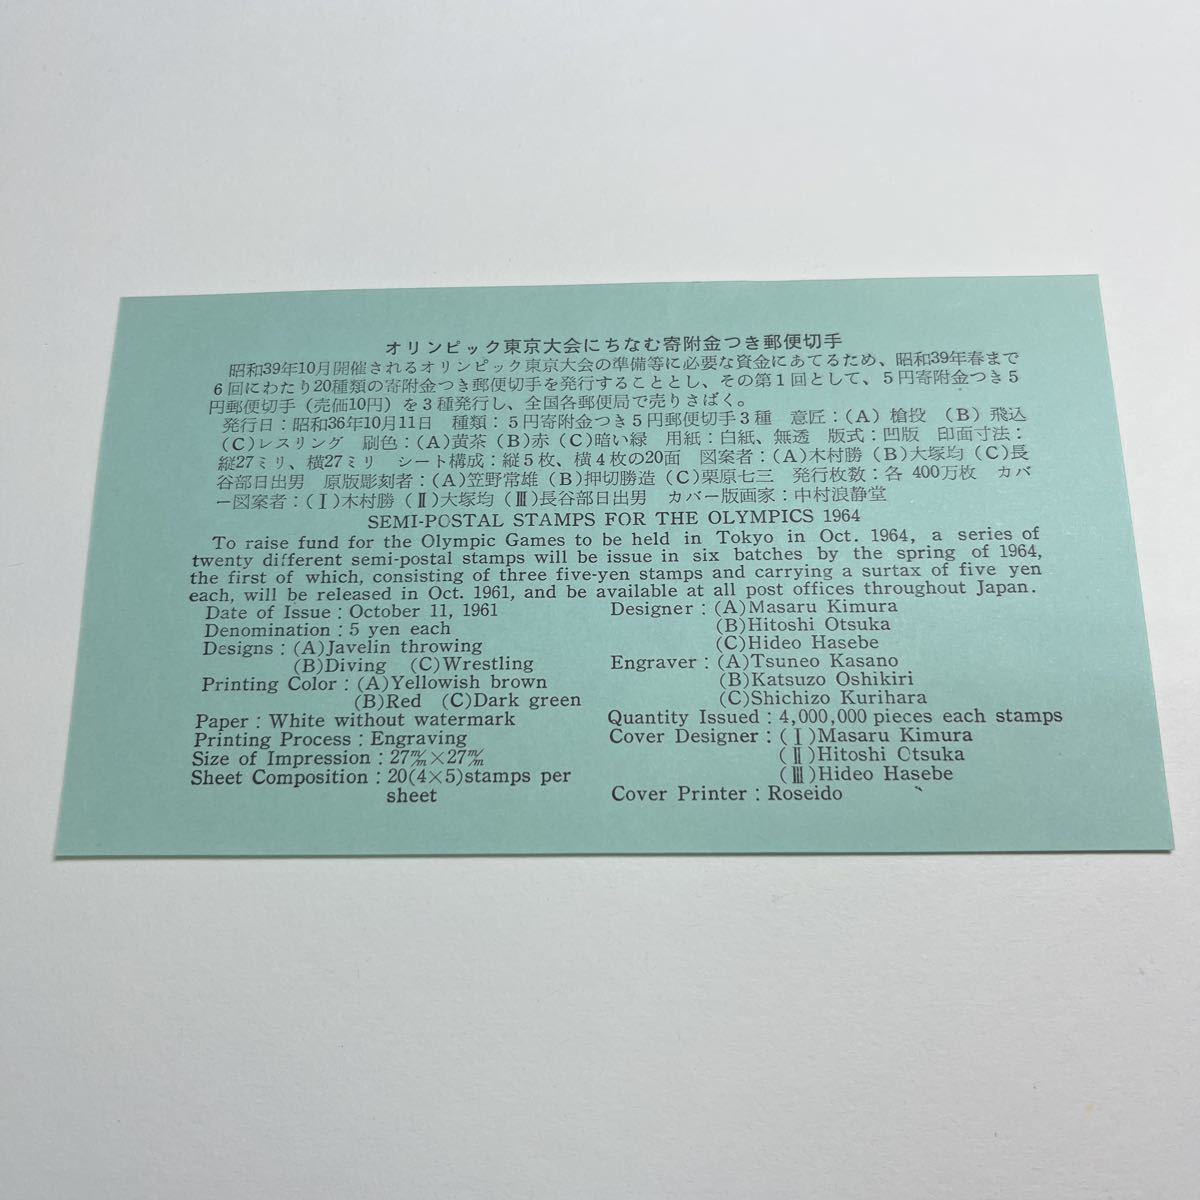 オリンピック東京大会にちなむ寄附金つき郵便切手
昭和39年10月開催されるオリンピック東京大会の準備等に必要な資金にあてるため、昭和39年春まで
6回にわたり20種類の寄附金つき郵便切手を発行することとし、その第1回として、5円寄附金つき5
円郵便切手（売価10円）を3種発行し、全国各郵便局で売りさばく。
発行日：昭和36年10月11日 種類：5円寄附金つき5円郵便切手3種 意匠：(A) 槍投 (B) 飛込
(C)レスリング 刷色：(A)黄茶 (B)赤 (C)暗い緑 用紙：白紙、無透 版式：凹版 印面寸法：
縦27ミリ、横27ミリ シート構成：縦5枚、横4枚の20面 図案者：(A)木村勝 (B)大塚均 (C)長
谷部日出男 原版彫刻者：(A)笠野常雄 (B)押切勝造 (C)栗原七三 発行枚数：各 400万枚 カバ
ー図案者：(Ⅰ)木村勝 (Ⅱ)大塚均 (Ⅲ)長谷部日出男 カバー版画家：中村浪静堂
SEMI-POSTAL STAMPS FOR THE OLYMPICS 1964
To raise fund for the Olympic Games to be held in Tokyo in Oct. 1964, a series of
twenty different semi-postal stamps will be issue in six batches by the spring of 1964,
the first of which, consisting of three five-yen stamps and carrying a surtax of five yen
each, will be released in Oct. 1961, and be available at all post offices throughout Japan.
Date of Issue : October 11, 1961
Denomination : 5 yen each
Designs : (A)Javelin throwing
(B)Diving (C)Wrestling
Printing Color : (A)Yellowish brown
(B)Red (C)Dark green
Paper : White without watermark
Printing Process : Engraving
Size of Impression : 27m/m×27m/m
Sheet Composition : 20(4×5)stamps per
sheet
Designer : (A)Masaru Kimura
(B)Hitoshi Otsuka
(C)Hideo Hasebe
Engraver : (A)Tsuneo Kasano
(B)Katsuzo Oshikiri
(C)Shichizo Kurihara
Quantity Issued : 4,000,000 pieces each stamps
Cover Designer : (Ⅰ)Masaru Kimura
(Ⅱ)Hitoshi Otsuka
(Ⅲ)Hideo Hasebe
Cover Printer : Roseido